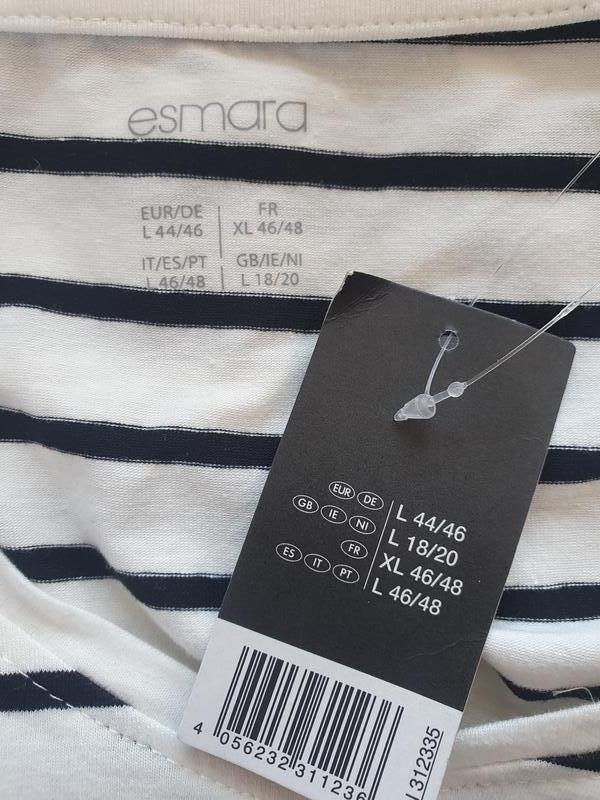 esmara
EUR/DE
L 44/46
FR
XL 46/48
IT/ES/PT
L 46/48
GB/IE/NI
L 18/20
EUR DE L 44/46
GB IE NI L 18/20
FR XL 46/48
ES IT PT L 46/48
4 056232 311236
312335